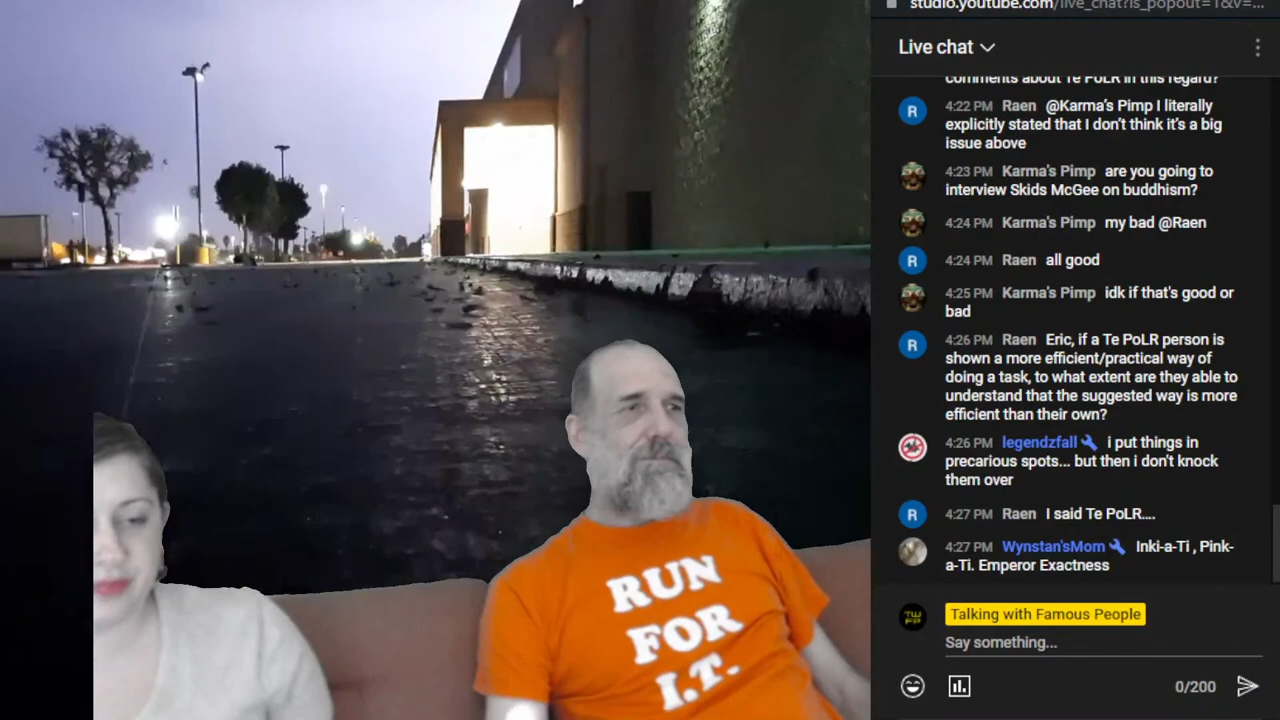 studio.youtube.com/live_chat?is_popout=1&v=...
Live chat
comments about Te PoLR in this regard?
4:22 PM Raen @Karma's Pimp I literally
explicitly stated that I don't think it's a big
issue above
4:23 PM Karma's Pimp are you going to
interview Skids McGee on buddhism?
4:24 PM Karma's Pimp my bad @Raen
4:24 PM Raen all good
4:25 PM Karma's Pimp idk if that's good or
bad
4:26 PM Raen Eric, if a Te PoLR person is
shown a more efficient/practical way of
doing a task, to what extent are they able to
understand that the suggested way is more
efficient than their own?
4:26 PM legendzfall i put things in
precarious spots... but then i don't knock
them over
4:27 PM Raen I said Te PoLR....
4:27 PM Wynstan'sMom Inki-a-Ti , Pink-
a-Ti. Emperor Exactness
Talking with Famous People
Say something...
0/200
R
R
R
R
TW
FP
RUN
FOR
I.T.